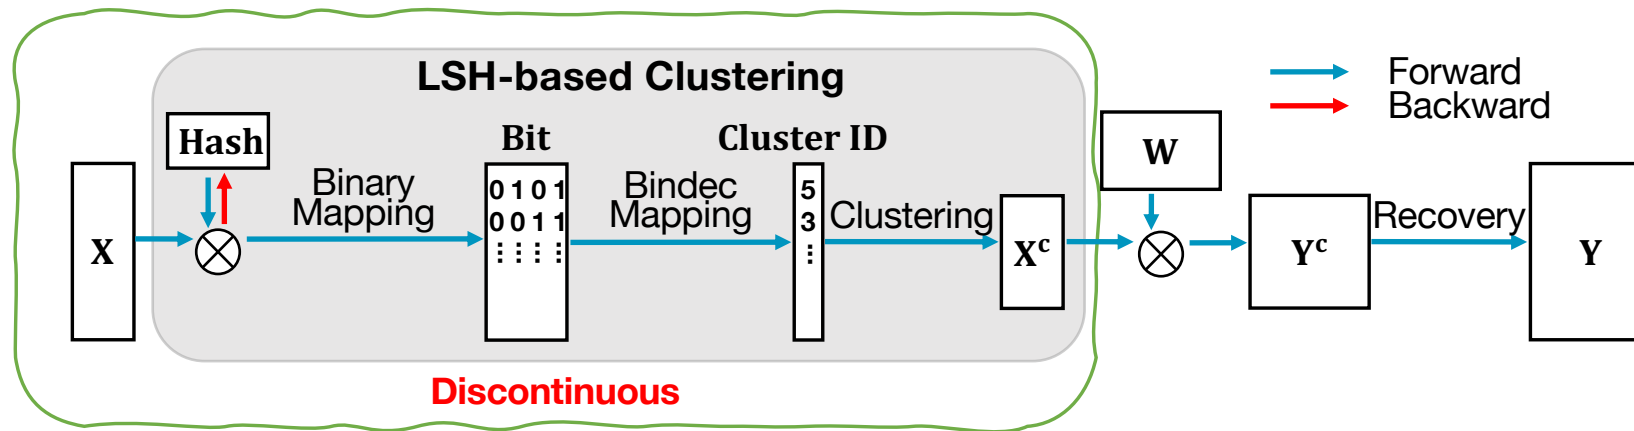 LSH-based Clustering
Forward
Backward
Hash
Bit
Cluster ID
W
X
Binary
Mapping
0 1 0 1
0 0 1 1
⋮ ⋮ ⋮ ⋮
Bindec
Mapping
5
3
⋮
Clustering
Xᶜ
Yᶜ
Recovery
Y
Discontinuous